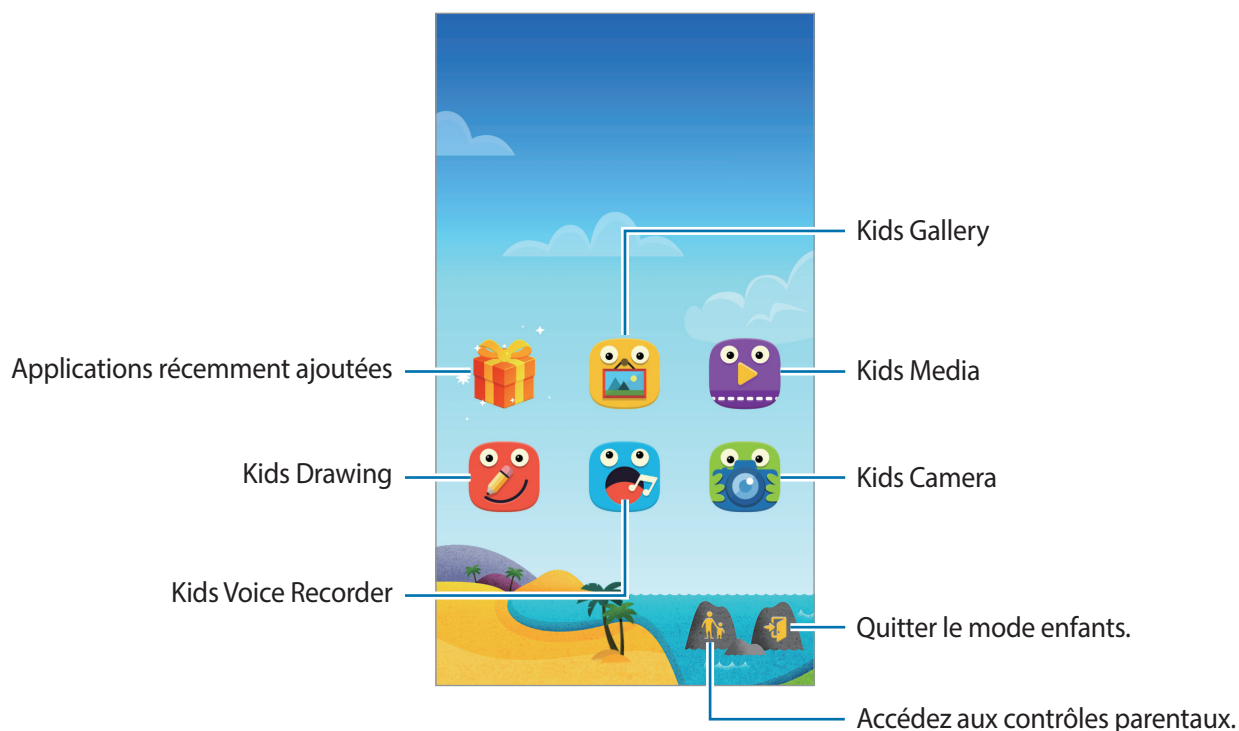 Kids Gallery
Applications récemment ajoutées
Kids Media
Kids Drawing
Kids Camera
Kids Voice Recorder
Quitter le mode enfants.
Accédez aux contrôles parentaux.